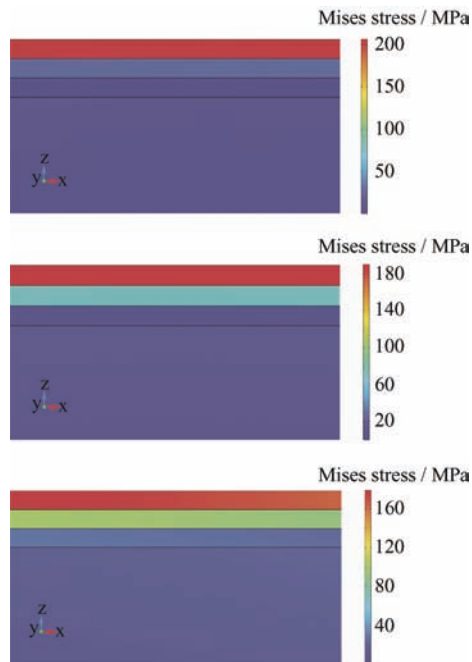 Mises stress / MPa
200
150
100
50
z
y x
Mises stress / MPa
180
140
100
60
20
z
y x
Mises stress / MPa
160
120
80
40
z
y x